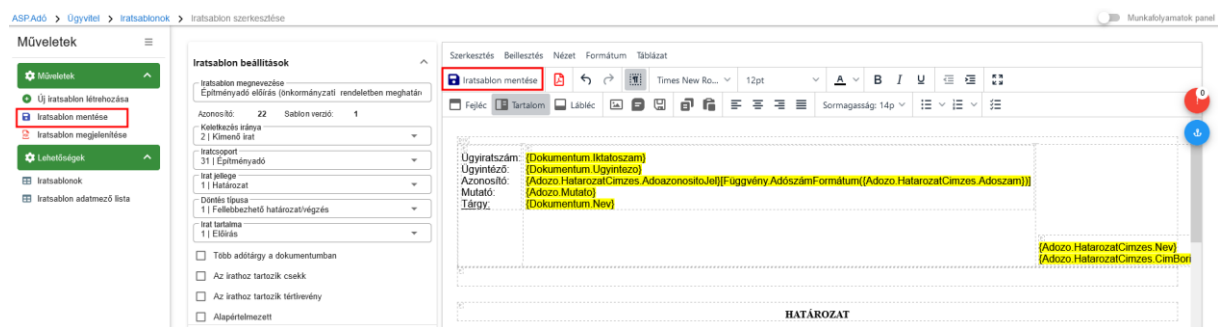 ASP.Adó > Ügyvitel > Iratsablonok > Iratsablon szerkesztése
Munkafolyamatok panel
Műveletek
Műveletek
Új iratsablon létrehozása
Iratsablon mentése
Iratsablon megjelenítése
Lehetőségek
Iratsablonok
Iratsablon adatmező lista
Iratsablon beállítások
Iratsablon megnevezése
Építményadó előírás (önkormányzati rendeletben meghatár
Azonosító: 22 Sablon verzió: 1
Keletkezés iránya
2 | Kimenő irat
Iratcsoport
31 | Építményadó
Irat jellege
1 | Határozat
Döntés típusa
1 | Fellebbezhető határozat/végzés
Irat tartalma
1 | Előírás
Több adótárgy a dokumentumban
Az irathoz tartozik csekk
Az irathoz tartozik tértivevény
Alapértelmezett
Szerkesztés Beillesztés Nézet Formátum Táblázat
Iratsablon mentése Times New Ro... 12pt A B I U
Fejléc Tartalom Lábléc Sormagasság: 14p
0
Ügyiratszám: {Dokumentum.Iktatoszam}
Ügyintéző: {Dokumentum.Ugyintezo}
Azonosító: {Adozo.HatarozatCimzes.AdoazonositoJel}[Függvény.AdószámFormátum({Adozo.HatarozatCimzes.Adoszam})]
Mutató: {Adozo.Mutato}
Tárgy: {Dokumentum.Nev}
{Adozo.HatarozatCimzes.Nev}
{Adozo.HatarozatCimzes.CimBori
HATÁROZAT